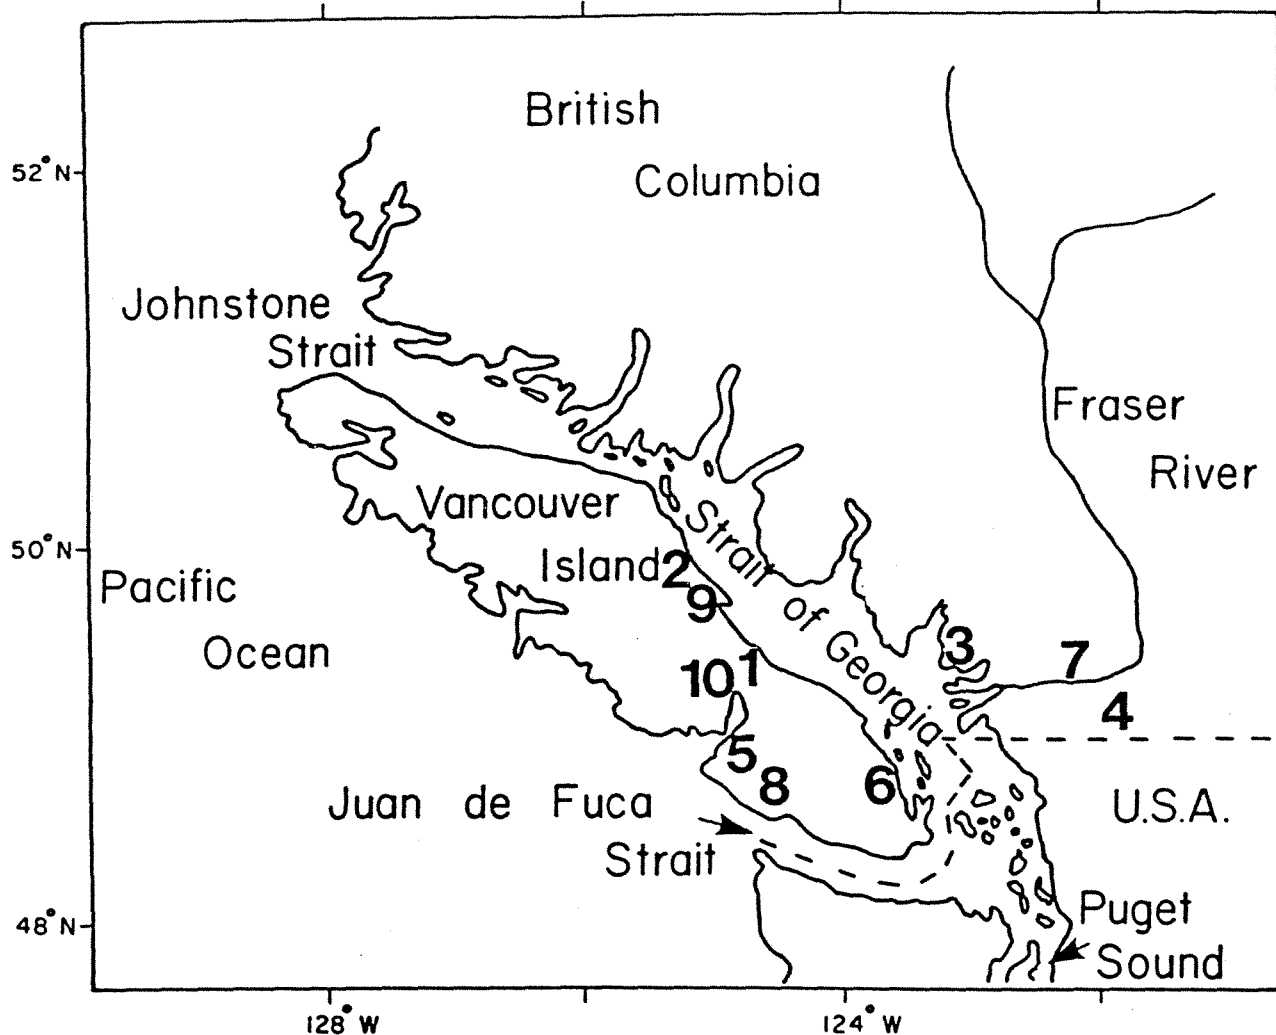 British
Columbia
52°N
Johnstone
Strait
Fraser
River
Vancouver
Island
Strait of Georgia
50°N
Pacific
Ocean
2
9
3
7
10
1
4
5
8
6
Juan de Fuca
Strait
U.S.A.
48°N
Puget
Sound
128°W
124°W